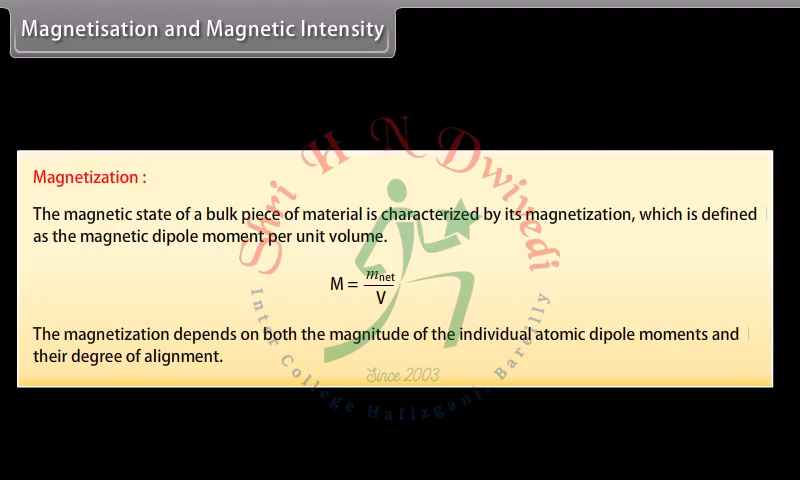 Magnetisation and Magnetic Intensity
Shri H N Dwivedi
Magnetization :
The magnetic state of a bulk piece of material is characterized by its magnetization, which is defined
as the magnetic dipole moment per unit volume.
M = m_net / V
The magnetization depends on both the magnitude of the individual atomic dipole moments and
their degree of alignment.
Since 2003
Inter College Hafizganj Bareilly